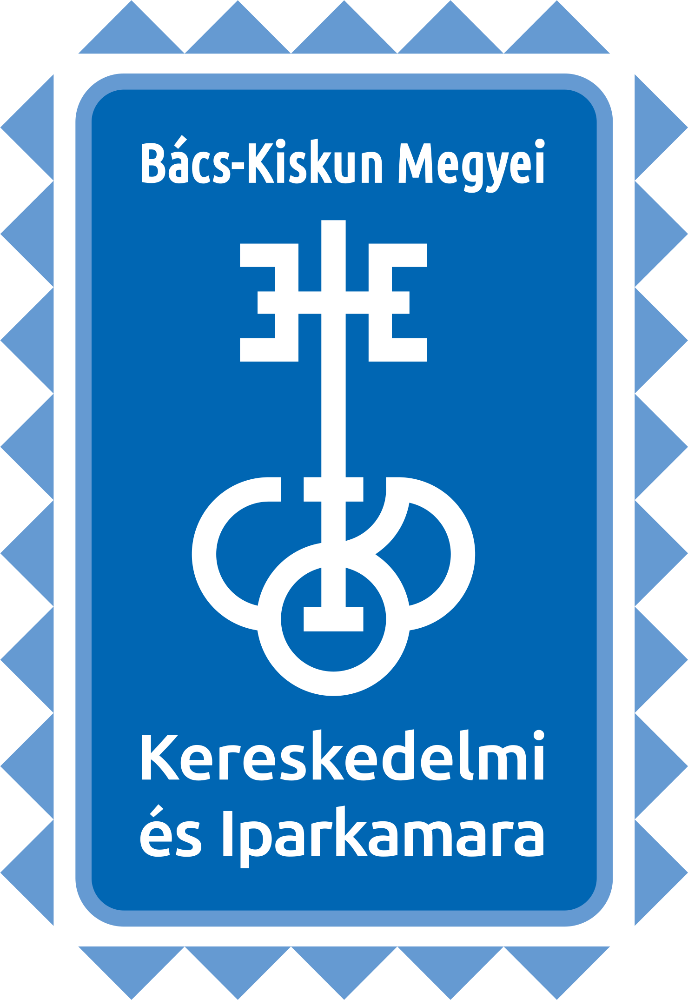 Bács-Kiskun Megyei
Kereskedelmi
és Iparkamara